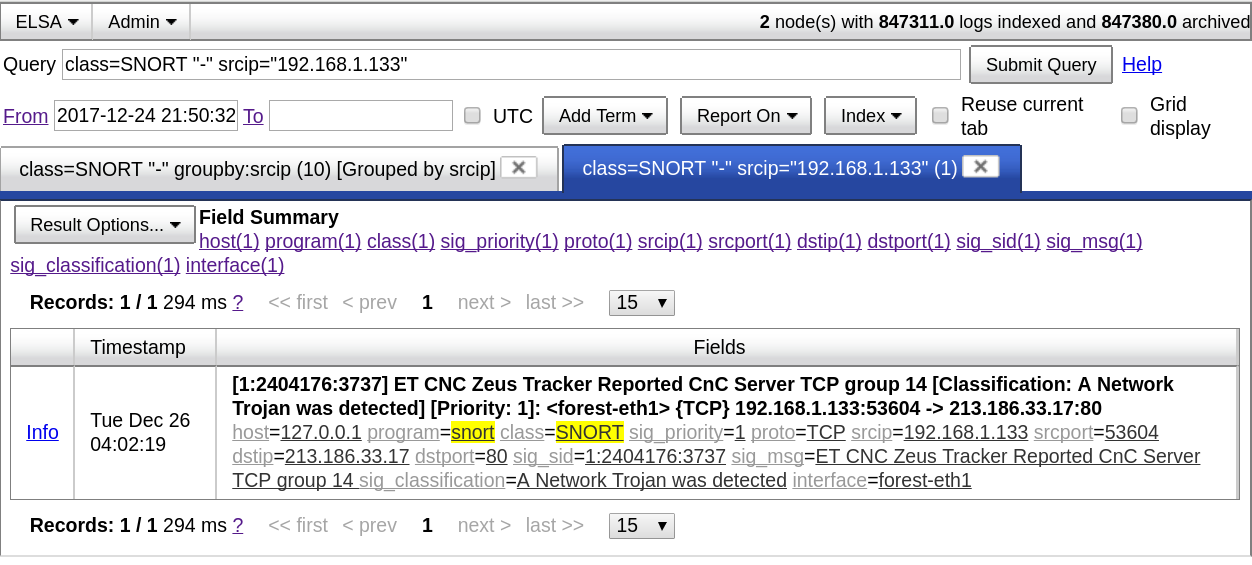 ELSA Admin 2 node(s) with 847311.0 logs indexed and 847380.0 archived
Query class=SNORT "-" srcip="192.168.1.133" Submit Query Help
From 2017-12-24 21:50:32 To UTC Add Term Report On Index Reuse current tab Grid display
class=SNORT "-" groupby:srcip (10) [Grouped by srcip] class=SNORT "-" srcip="192.168.1.133" (1)
Result Options... Field Summary
host(1) program(1) class(1) sig_priority(1) proto(1) srcip(1) srcport(1) dstip(1) dstport(1) sig_sid(1) sig_msg(1)
sig_classification(1) interface(1)
Records: 1 / 1 294 ms ? << first < prev 1 next > last >> 15
Timestamp Fields
Info
Tue Dec 26
04:02:19
[1:2404176:3737] ET CNC Zeus Tracker Reported CnC Server TCP group 14 [Classification: A Network
Trojan was detected] [Priority: 1]: <forest-eth1> {TCP} 192.168.1.133:53604 -> 213.186.33.17:80
host=127.0.0.1 program=snort class=SNORT sig_priority=1 proto=TCP srcip=192.168.1.133 srcport=53604
dstip=213.186.33.17 dstport=80 sig_sid=1:2404176:3737 sig_msg=ET CNC Zeus Tracker Reported CnC Server
TCP group 14 sig_classification=A Network Trojan was detected interface=forest-eth1
Records: 1 / 1 294 ms ? << first < prev 1 next > last >> 15